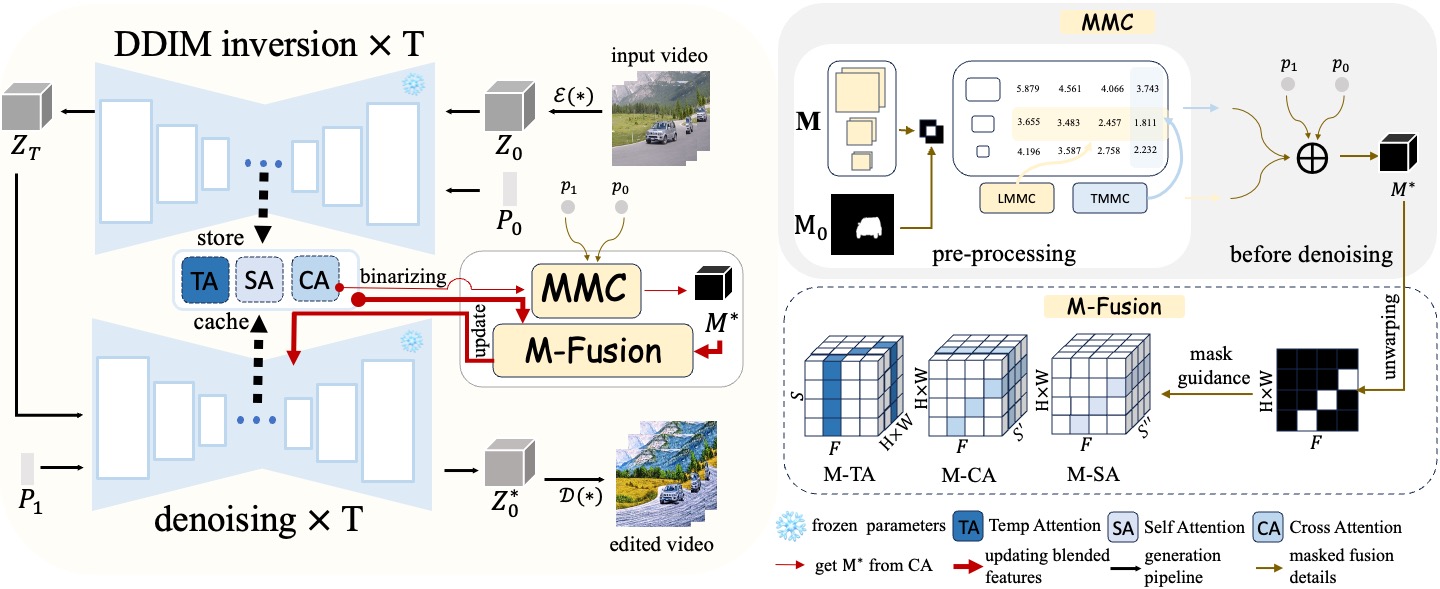 DDIM inversion × T
input video
ℰ(*)
Z_T
Z_0
P_0
p_1
p_0
store
TA
SA
CA
binarizing
MMC
M*
cache
update
M-Fusion
P_1
Z_0^*
𝒟(*)
denoising × T
edited video
MMC
M
5.879 4.561 4.066 3.743
3.655 3.483 2.457 1.811
4.196 3.587 2.758 2.232
LMMC
TMMC
M_0
pre-processing
p_1
p_0
M*
before denoising
M-Fusion
unwarping
S
F
H×W
M-TA
H×W
F
S'
M-CA
H×W
F
S''
M-SA
mask
guidance
H×W
F
frozen parameters
TA
Temp Attention
SA
Self Attention
CA
Cross Attention
get M* from CA
updating blended
features
generation
pipeline
masked fusion
details